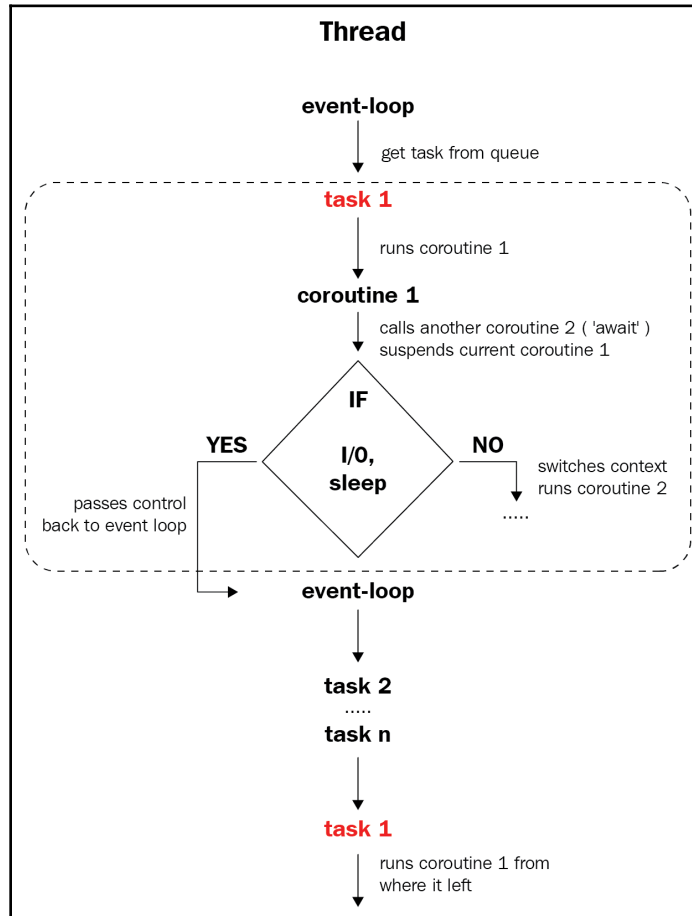 Thread
event-loop
get task from queue
task 1
runs coroutine 1
coroutine 1
calls another coroutine 2 ( 'await' )
suspends current coroutine 1
IF
YES
NO
I/0,
sleep
switches context
runs coroutine 2
.....
passes control
back to event loop
event-loop
task 2
.....
task n
task 1
runs coroutine 1 from
where it left